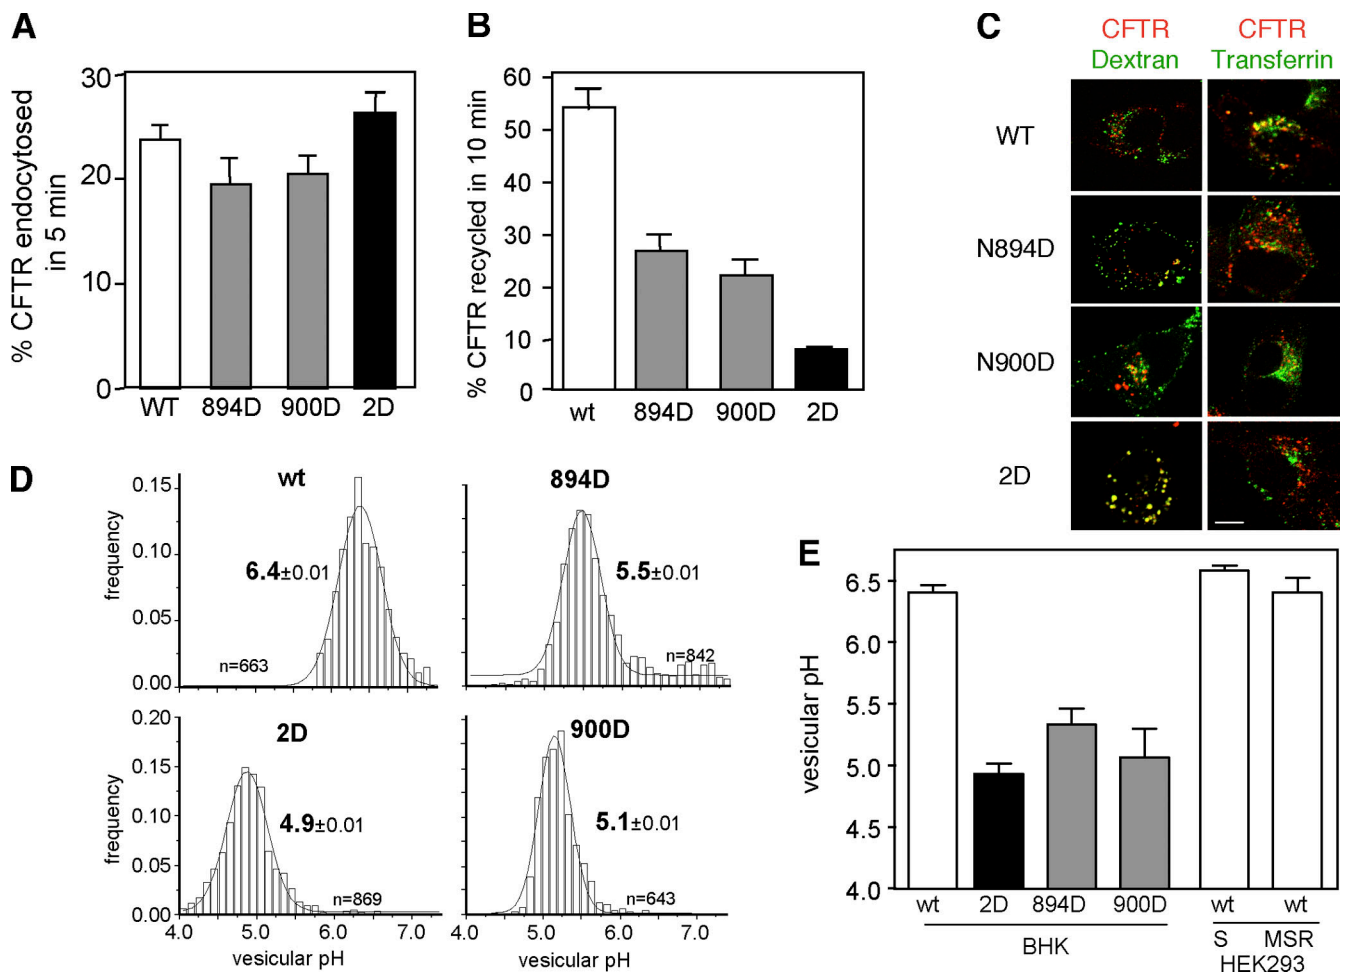 A
% CFTR endocytosed
in 5 min
30
20
10
0
WT 894D 900D 2D
B
% CFTR recycled in 10 min
60
50
40
30
20
10
0
wt 894D 900D 2D
C
CFTR CFTR
Dextran Transferrin
WT
N894D
N900D
2D
D
frequency
0.15
0.10
0.05
0.00
wt
6.4±0.01
n=663
894D
5.5±0.01
n=842
frequency
0.20
0.15
0.10
0.05
0.00
2D
4.9±0.01
n=869
900D
5.1±0.01
n=643
4.0 5.0 6.0 7.0 5.0 6.0 7.0
vesicular pH vesicular pH
E
vesicular pH
6.5
6.0
5.5
5.0
4.5
4.0
wt 2D 894D 900D wt wt
BHK S MSR
HEK293